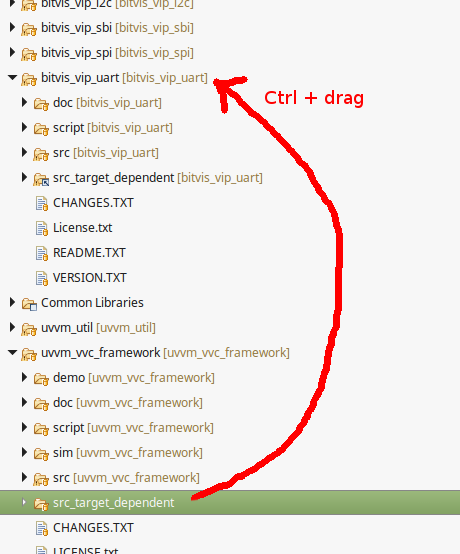 bitvis_vip_i2c [bitvis_vip_i2c]
bitvis_vip_sbi [bitvis_vip_sbi]
bitvis_vip_spi [bitvis_vip_spi]
bitvis_vip_uart [bitvis_vip_uart]
Ctrl + drag
doc [bitvis_vip_uart]
script [bitvis_vip_uart]
src [bitvis_vip_uart]
src_target_dependent [bitvis_vip_uart]
CHANGES.TXT
License.txt
README.TXT
VERSION.TXT
Common Libraries
uvvm_util [uvvm_util]
uvvm_vvc_framework [uvvm_vvc_framework]
demo [uvvm_vvc_framework]
doc [uvvm_vvc_framework]
script [uvvm_vvc_framework]
sim [uvvm_vvc_framework]
src [uvvm_vvc_framework]
src_target_dependent
CHANGES.TXT
LICENSE.txt